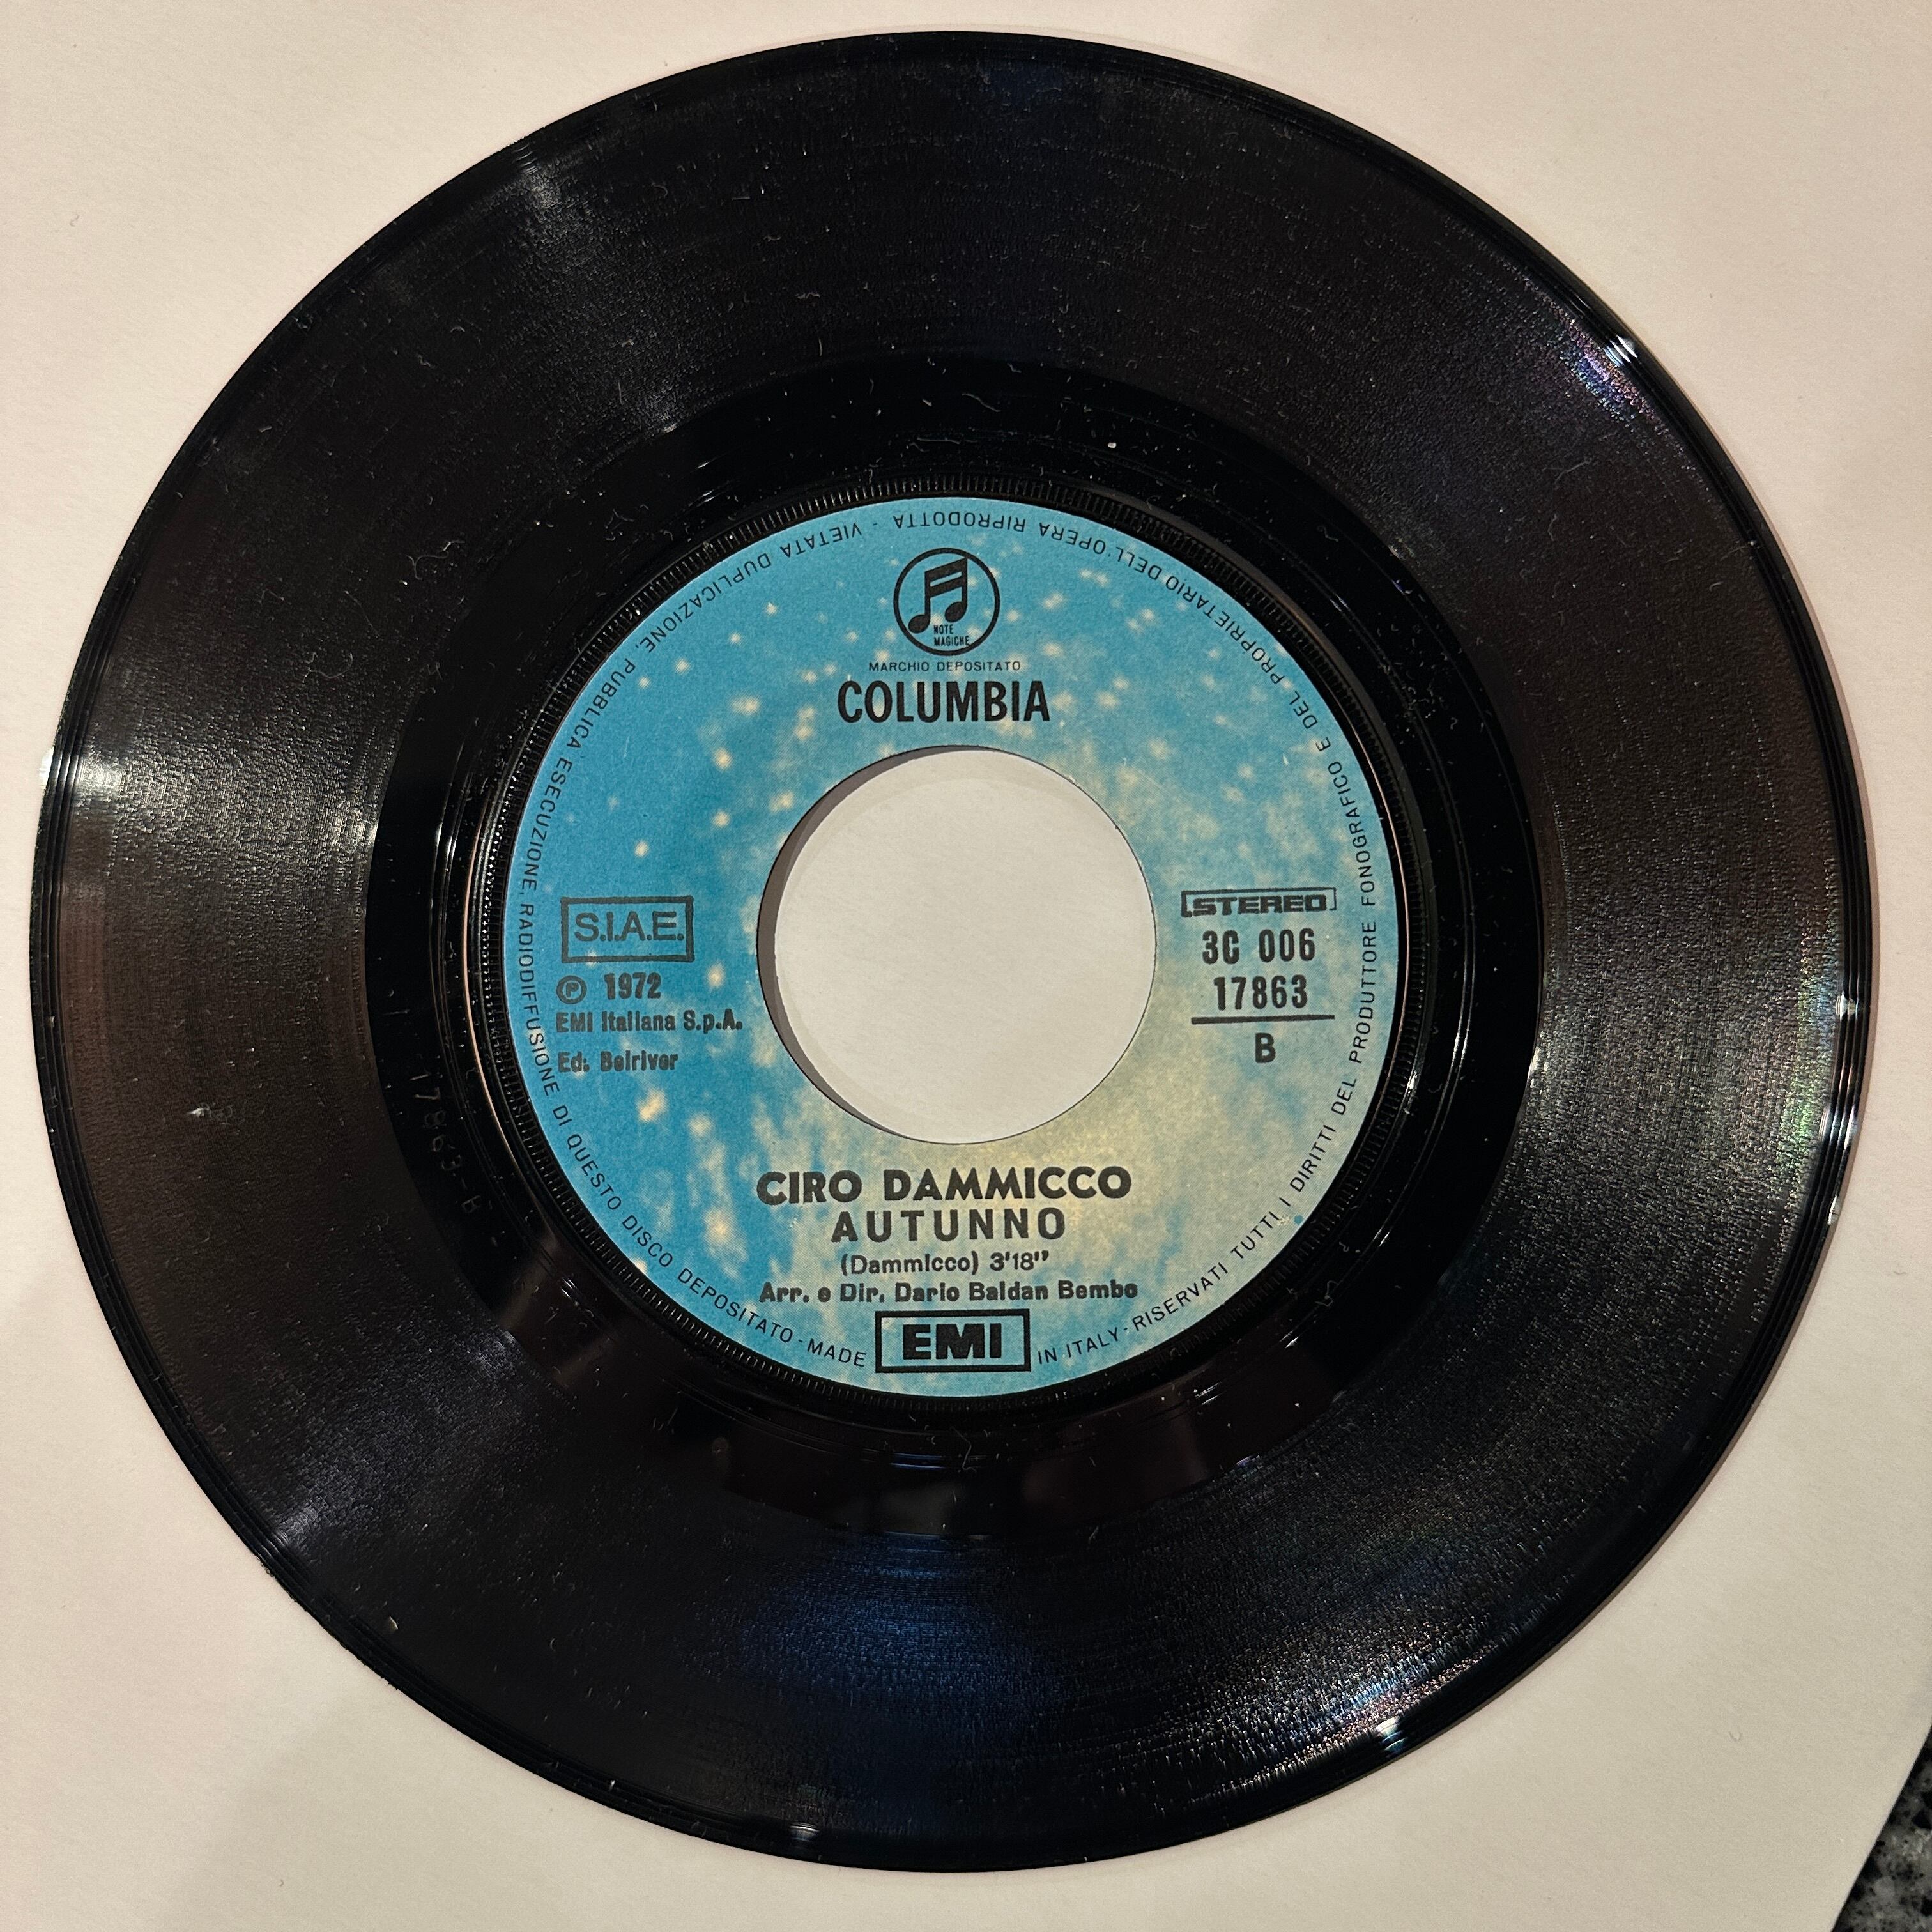 NOTE
MAGICHE
MARCHIO DEPOSITATO
COLUMBIA
S.I.A.E.
Ⓟ 1972
EMI Italiana S.p.A.
Ed: Belriver
STEREO
3C 006
17863
B
CIRO DAMMICCO
AUTUNNO
(Dammicco) 3'18"
Arr. e Dir. Dario Baldan Bembo
EMI
MADE IN ITALY - RISERVATI TUTTI I DIRITTI DEL PRODUTTORE FONOGRAFICO E DEL PROPRIETARIO DELL'OPERA RIPRODOTTA - VIETATA DUPLICAZIONE, PUBBLICA ESECUZIONE, RADIODIFFUSIONE DI QUESTO DISCO DEPOSITATO -